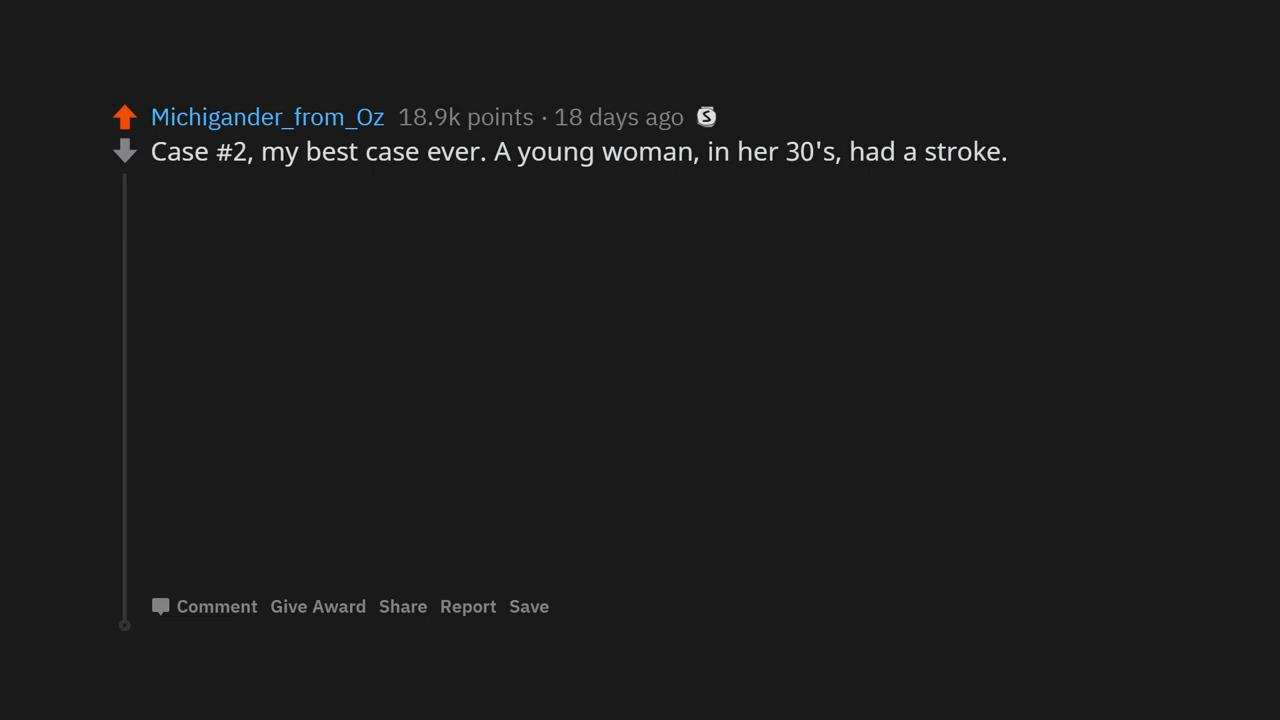 Michigander_from_Oz 18.9k points · 18 days ago S
Case #2, my best case ever. A young woman, in her 30's, had a stroke.
Comment Give Award Share Report Save